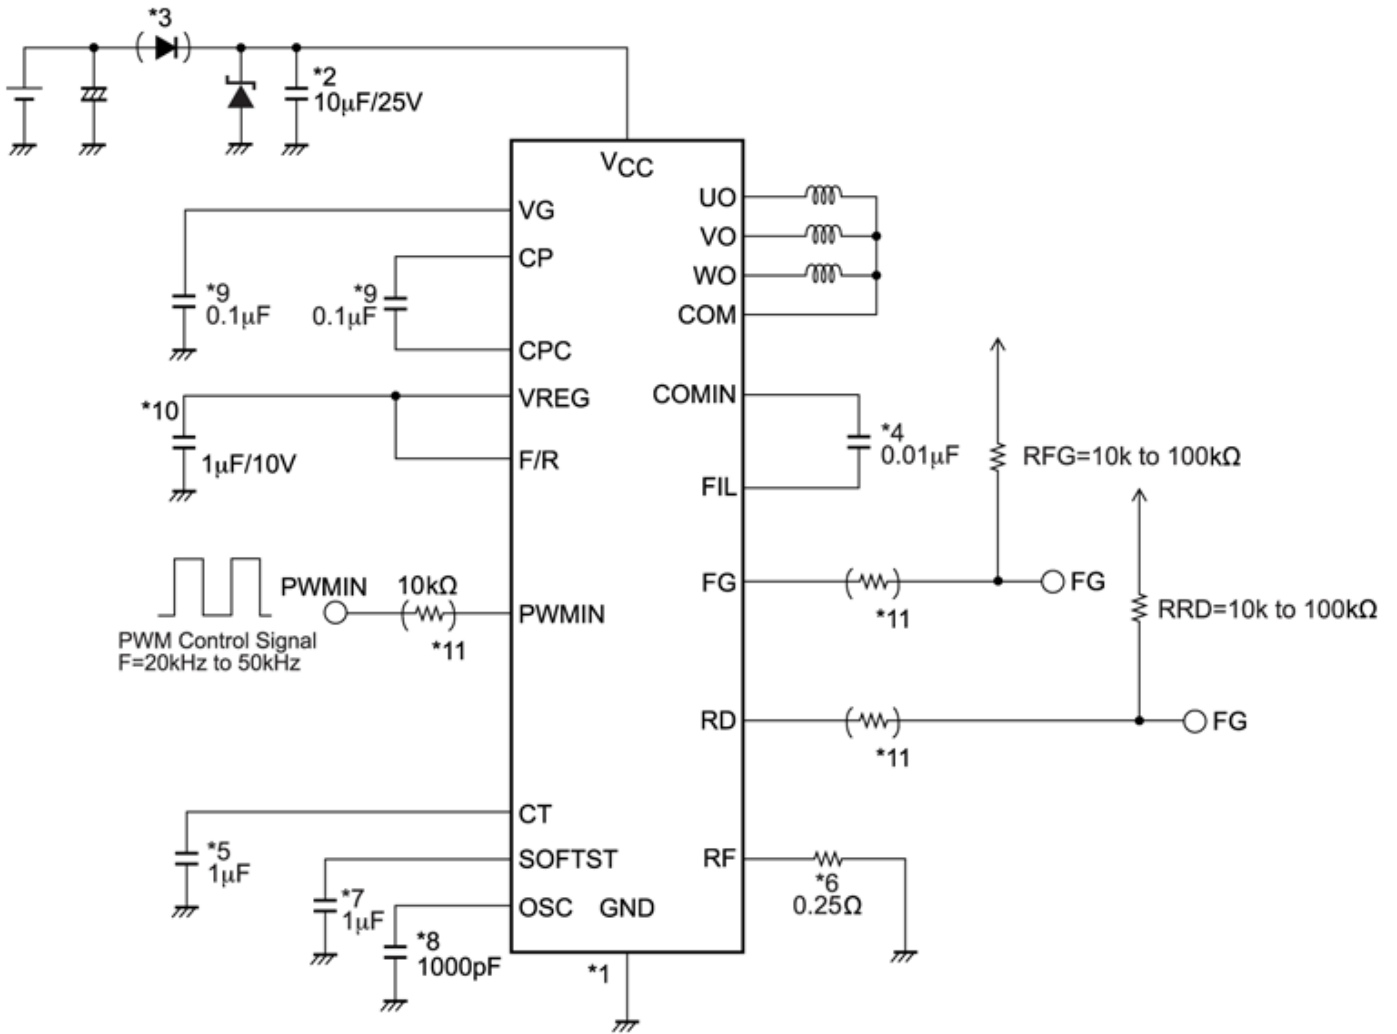 *3
*2
10μF/25V
VCC
VG
CP
*9
0.1μF
*9
0.1μF
CPC
VREG
*10
1μF/10V
F/R
PWMIN
10kΩ
PWMIN
*11
PWM Control Signal
F=20kHz to 50kHz
CT
*5
1μF
SOFTST
*7
1μF
OSC
GND
*8
1000pF
*1
UO
VO
WO
COM
COMIN
*4
0.01μF
FIL
RFG=10k to 100kΩ
FG
*11
FG
RRD=10k to 100kΩ
RD
*11
FG
RF
*6
0.25Ω